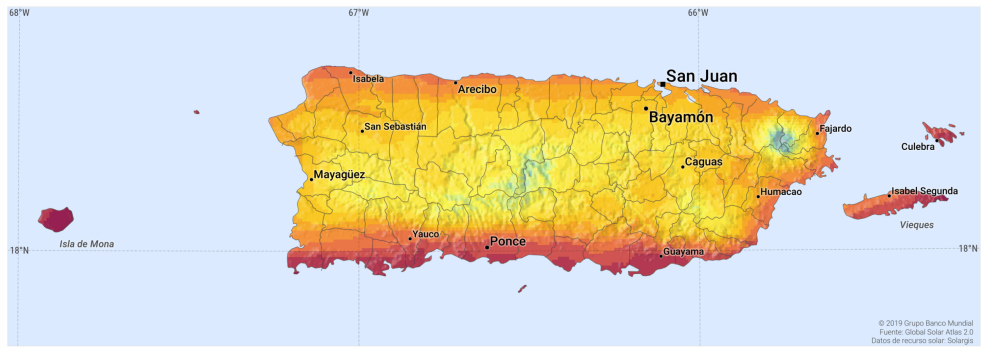 68°W
67°W
66°W
Isabela
Arecibo
San Juan
Bayamón
San Sebastián
Fajardo
Culebra
Caguas
Mayagüez
Humacao
Isabel Segunda
Vieques
Yauco
Ponce
Isla de Mona
18°N
Guayama
18°N
© 2019 Grupo Banco Mundial
Fuente: Global Solar Atlas 2.0
Datos de recurso solar: Solargis